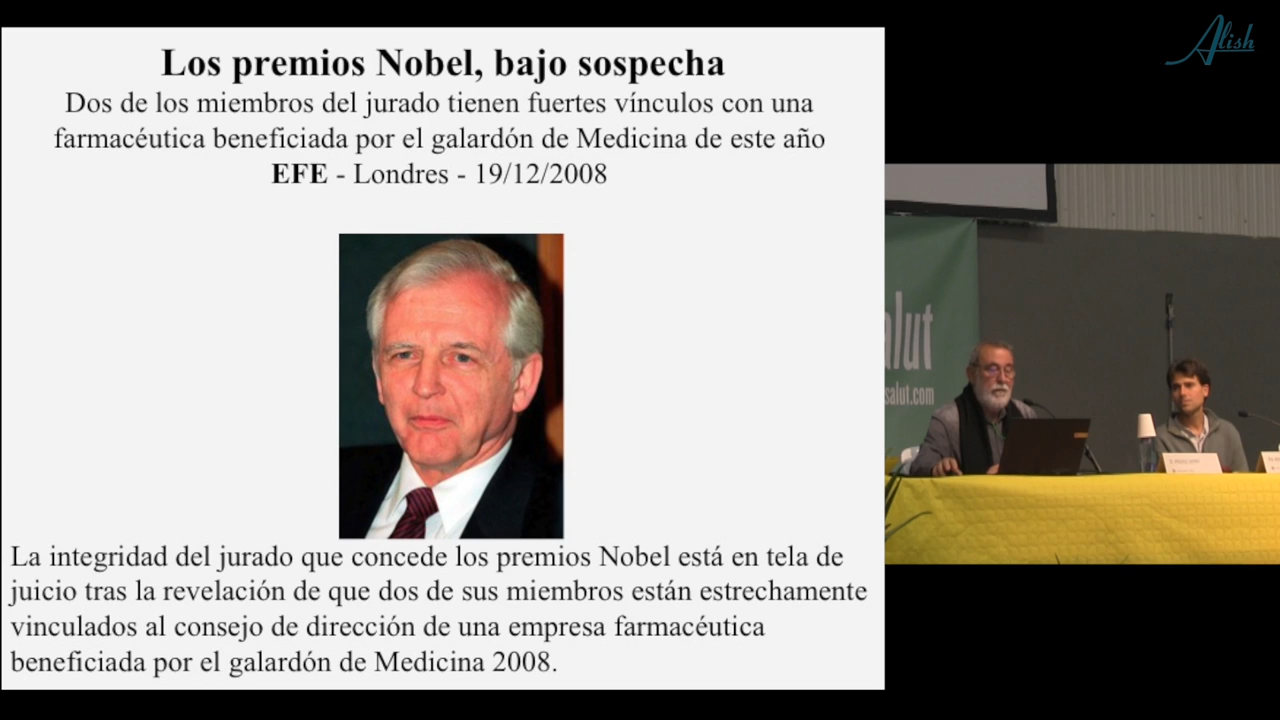 Los premios Nobel, bajo sospecha
Dos de los miembros del jurado tienen fuertes vínculos con una
farmacéutica beneficiada por el galardón de Medicina de este año
EFE - Londres - 19/12/2008
La integridad del jurado que concede los premios Nobel está en tela de
juicio tras la revelación de que dos de sus miembros están estrechamente
vinculados al consejo de dirección de una empresa farmacéutica
beneficiada por el galardón de Medicina 2008.
Alish
alut
salut.com